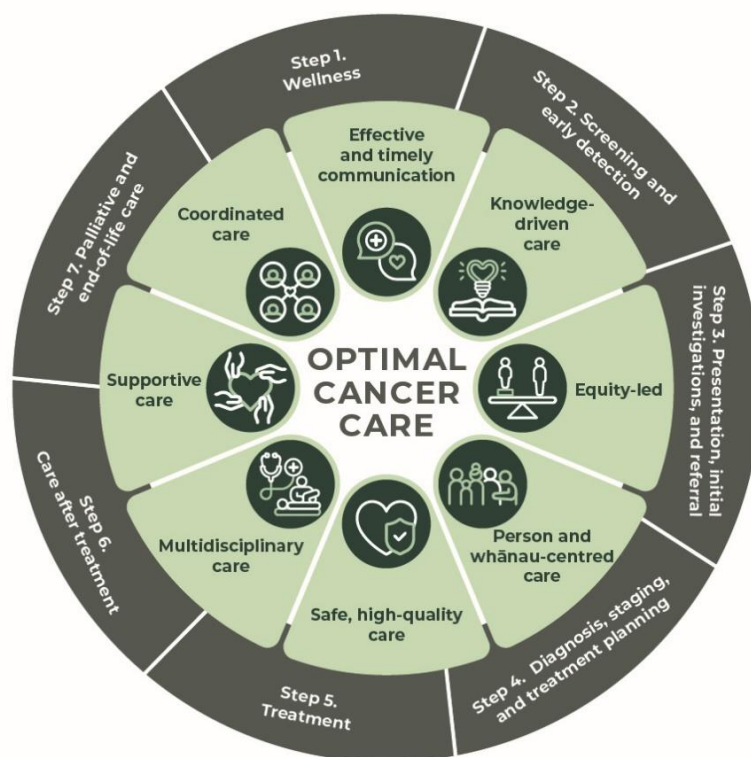 Step 1.
Wellness
Step 2. Screening and
early detection
Step 3. Presentation, initial
investigations, and referral
Step 4. Diagnosis, staging,
and treatment planning
Step 5.
Treatment
Step 6.
Care after treatment
Step 7. Palliative and
end-of-life care
Effective
and timely
communication
Knowledge-
driven
care
Equity-led
Person and
whānau-centred
care
Safe, high-quality
care
Multidisciplinary
care
Supportive
care
Coordinated
care
OPTIMAL
CANCER
CARE